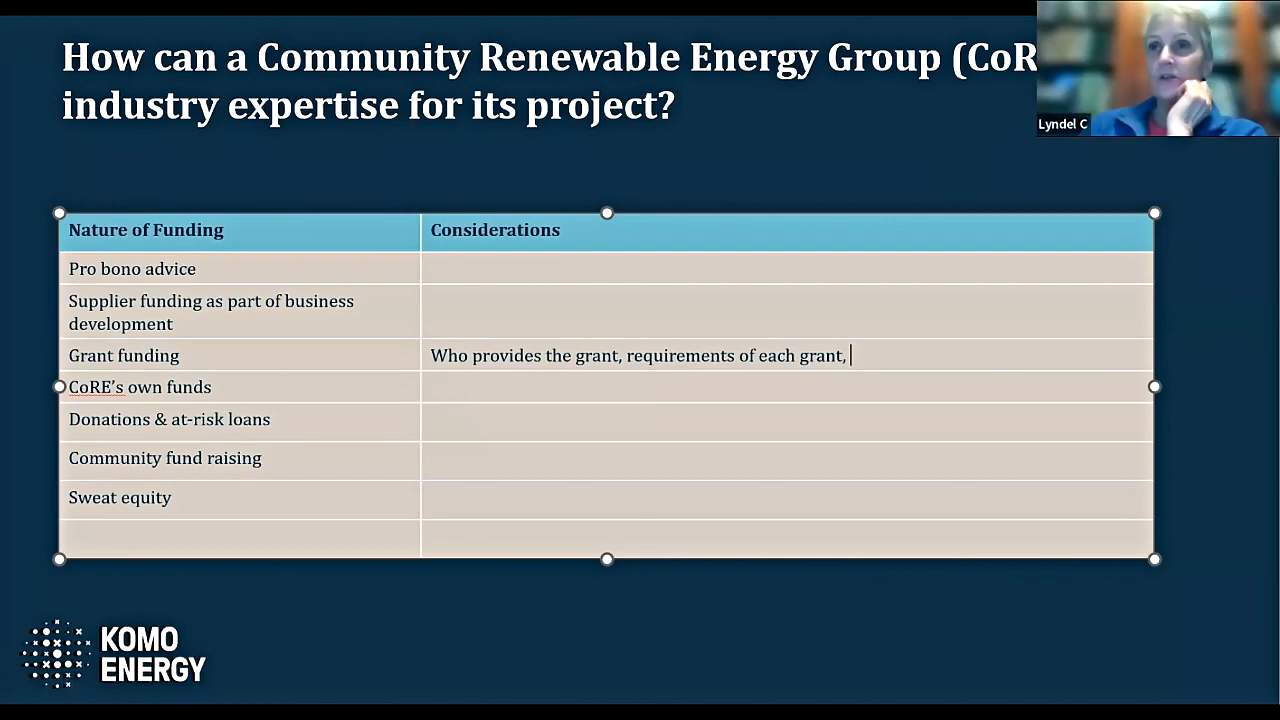 How can a Community Renewable Energy Group (CoR
industry expertise for its project?
Lyndel C
Nature of Funding
Considerations
Pro bono advice
Supplier funding as part of business
development
Grant funding
Who provides the grant, requirements of each grant,
CoRE's own funds
Donations & at-risk loans
Community fund raising
Sweat equity
KOMO
ENERGY